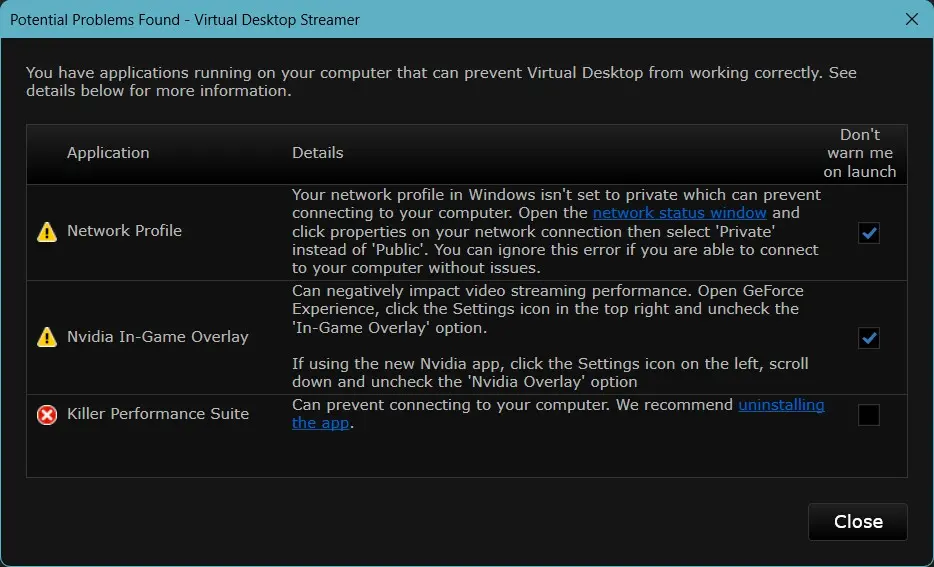 Potential Problems Found - Virtual Desktop Streamer
You have applications running on your computer that can prevent Virtual Desktop from working correctly. See
details below for more information.
Application
Details
Don't
warn me
on launch
Network Profile
Your network profile in Windows isn't set to private which can prevent
connecting to your computer. Open the network status window and
click properties on your network connection then select 'Private'
instead of 'Public'. You can ignore this error if you are able to connect
to your computer without issues.
Nvidia In-Game Overlay
Can negatively impact video streaming performance. Open GeForce
Experience, click the Settings icon in the top right and uncheck the
'In-Game Overlay' option.
If using the new Nvidia app, click the Settings icon on the left, scroll
down and uncheck the 'Nvidia Overlay' option
Killer Performance Suite
Can prevent connecting to your computer. We recommend uninstalling
the app.
Close